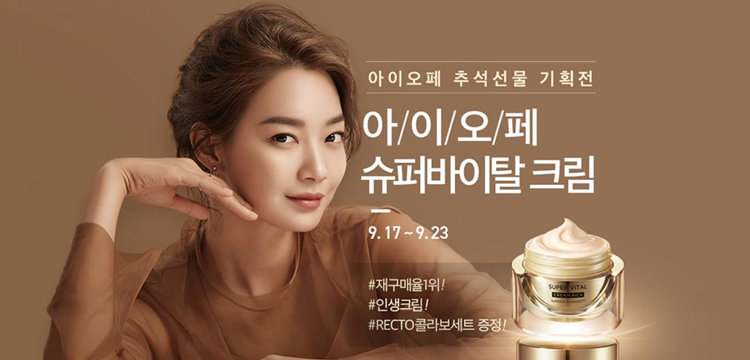 아이오페 추석선물 기획전
아/이/오/페
슈퍼바이탈 크림
9.17~9.23
#재구매율1위!
#인생크림!
#RECTO콜라보세트 증정!
SUPER VITAL
CREAM RICH